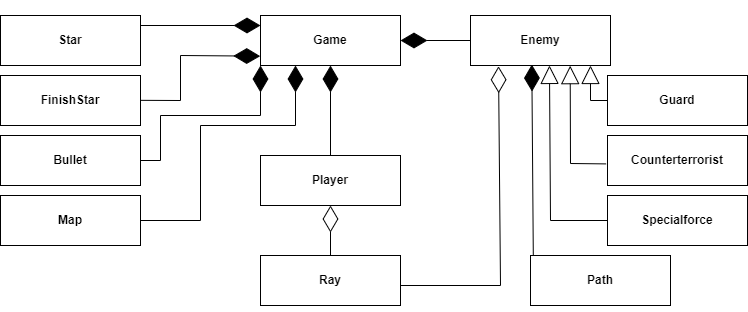 Star
Game
Enemy
FinishStar
Guard
Bullet
Counterterrorist
Player
Map
Specialforce
Ray
Path